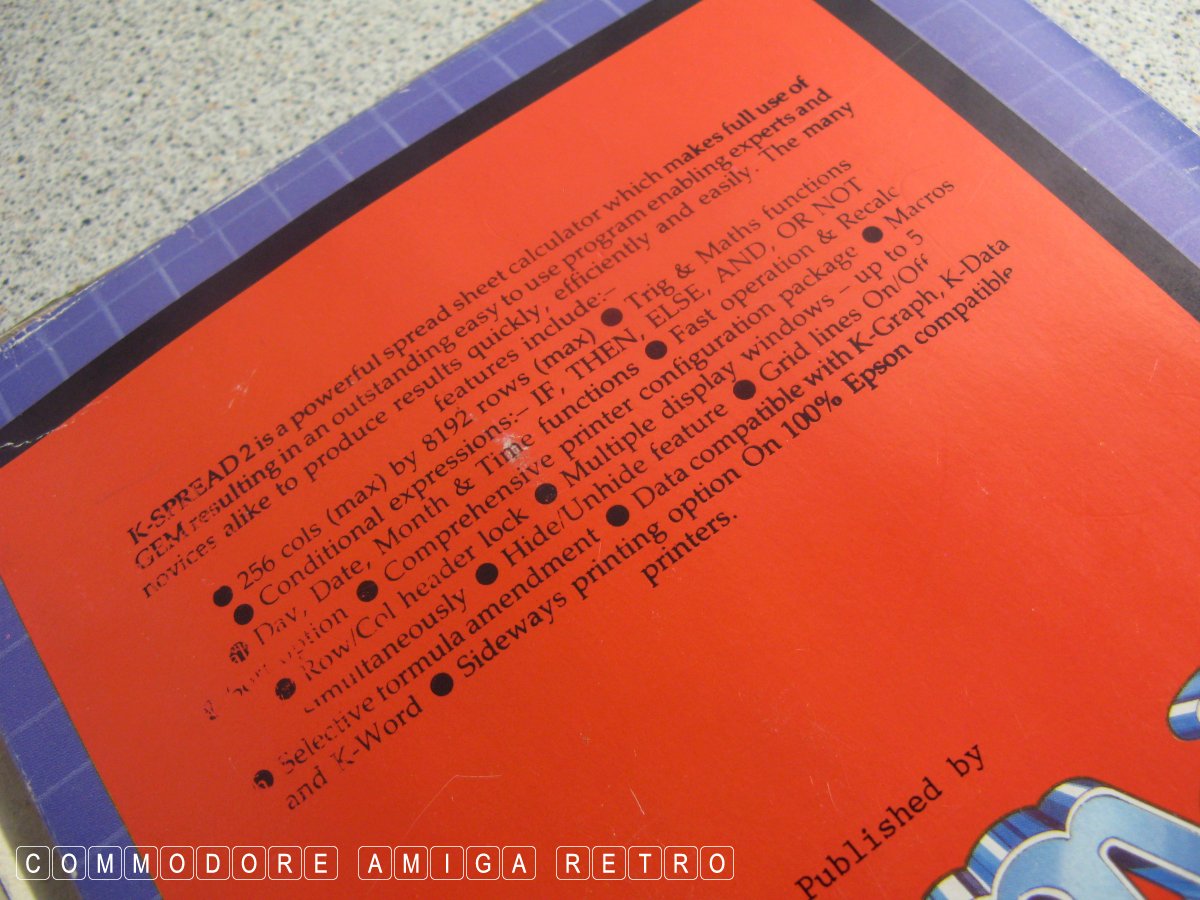 K-SPREAD 2 is a powerful spread sheet calculator which makes full use of
GEM resulting in an outstanding easy to use program enabling experts and
novices alike to produce results quickly, efficiently and easily. The many
features include:–
● 256 cols (max) by 8192 rows (max) ● Trig & Maths functions
● Conditional expressions:– IF, THEN, ELSE, AND, OR NOT
● Day, Date, Month & Time functions ● Fast operation & Recalc
option ● Comprehensive printer configuration package ● Macros
● Row/Col header lock ● Multiple display windows – up to 5
simultaneously ● Hide/Unhide feature ● Grid lines On/Off
● Selective formula amendment ● Data compatible with K-Graph, K-Data
and K-Word ● Sideways printing option On 100% Epson compatible
printers.
Published by
COMMODORE AMIGA RETRO